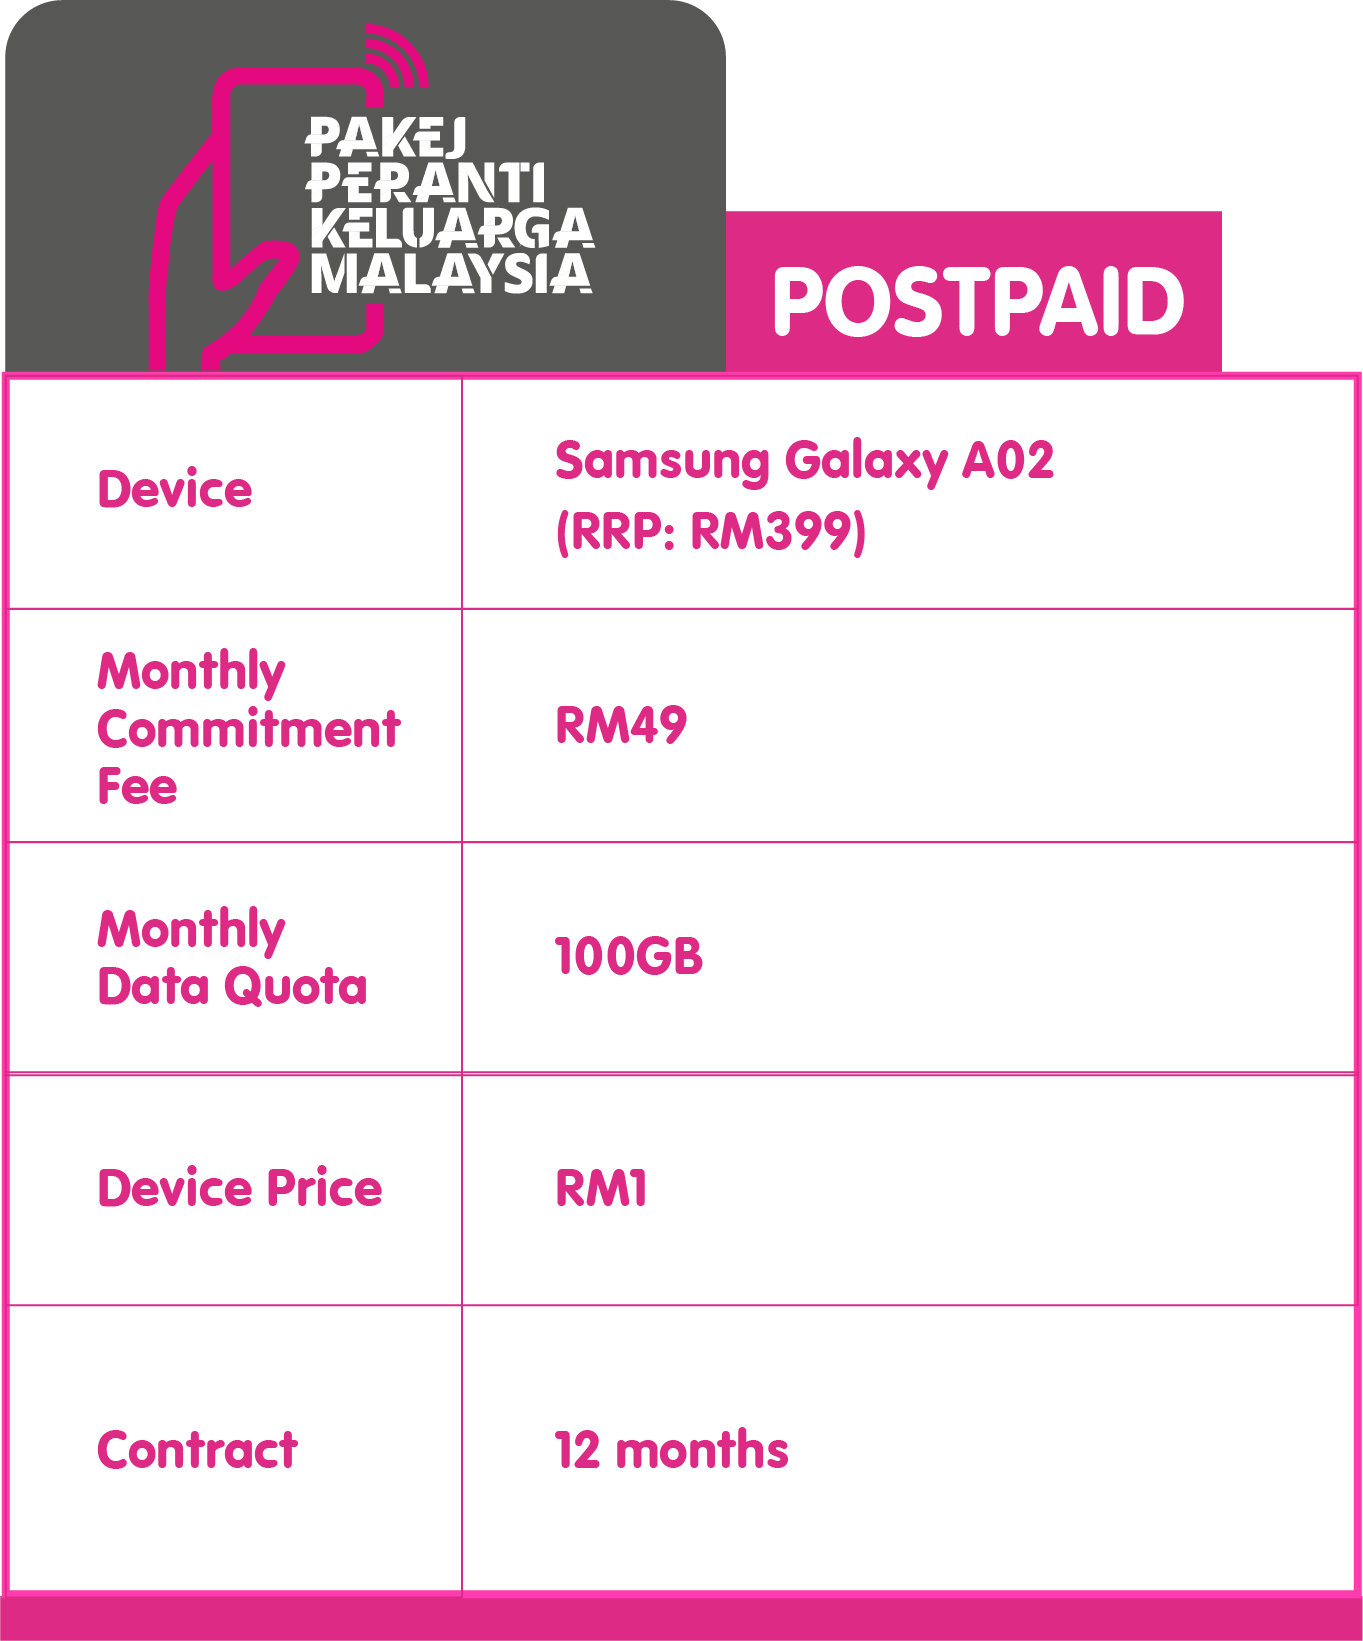 PAKEJ
PERANTI
KELUARGA
MALAYSIA
POSTPAID
Device
Samsung Galaxy A02
(RRP: RM399)
Monthly
Commitment
Fee
RM49
Monthly
Data Quota
100GB
Device Price
RM1
Contract
12 months